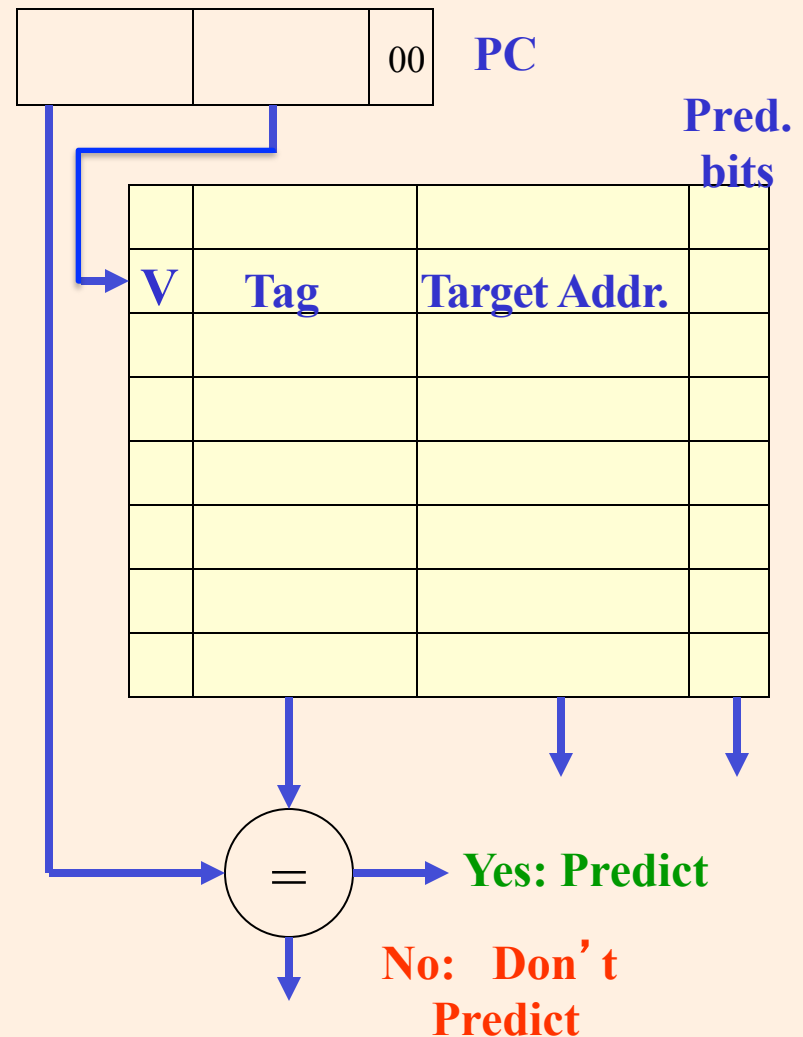 00
PC
Pred.
bits
V
Tag
Target Addr.
=
Yes: Predict
No: Don’t
Predict